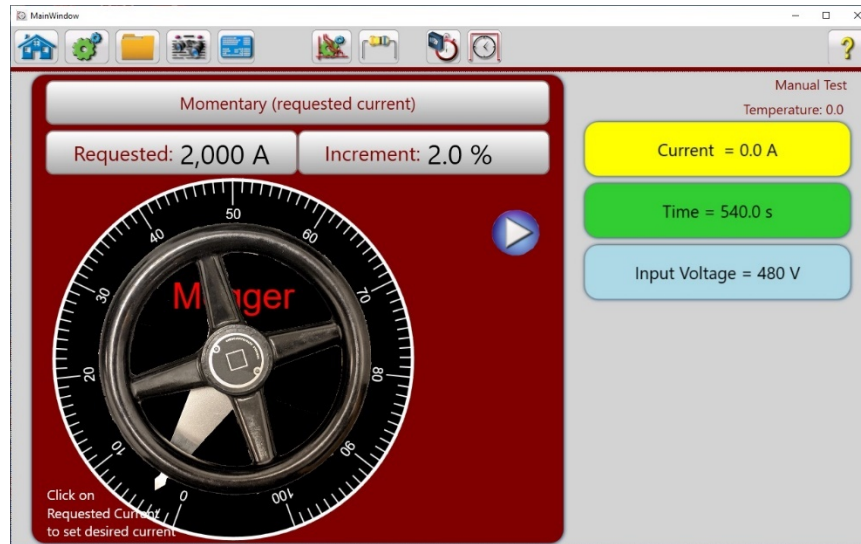 MainWindow
Manual Test
Temperature: 0.0
Momentary (requested current)
Requested: 2,000 A
Increment: 2.0 %
Current = 0.0 A
Time = 540.0 s
Input Voltage = 480 V
50
40
60
30
70
20
80
10
90
0
100
Click on
Requested Current
to set desired current